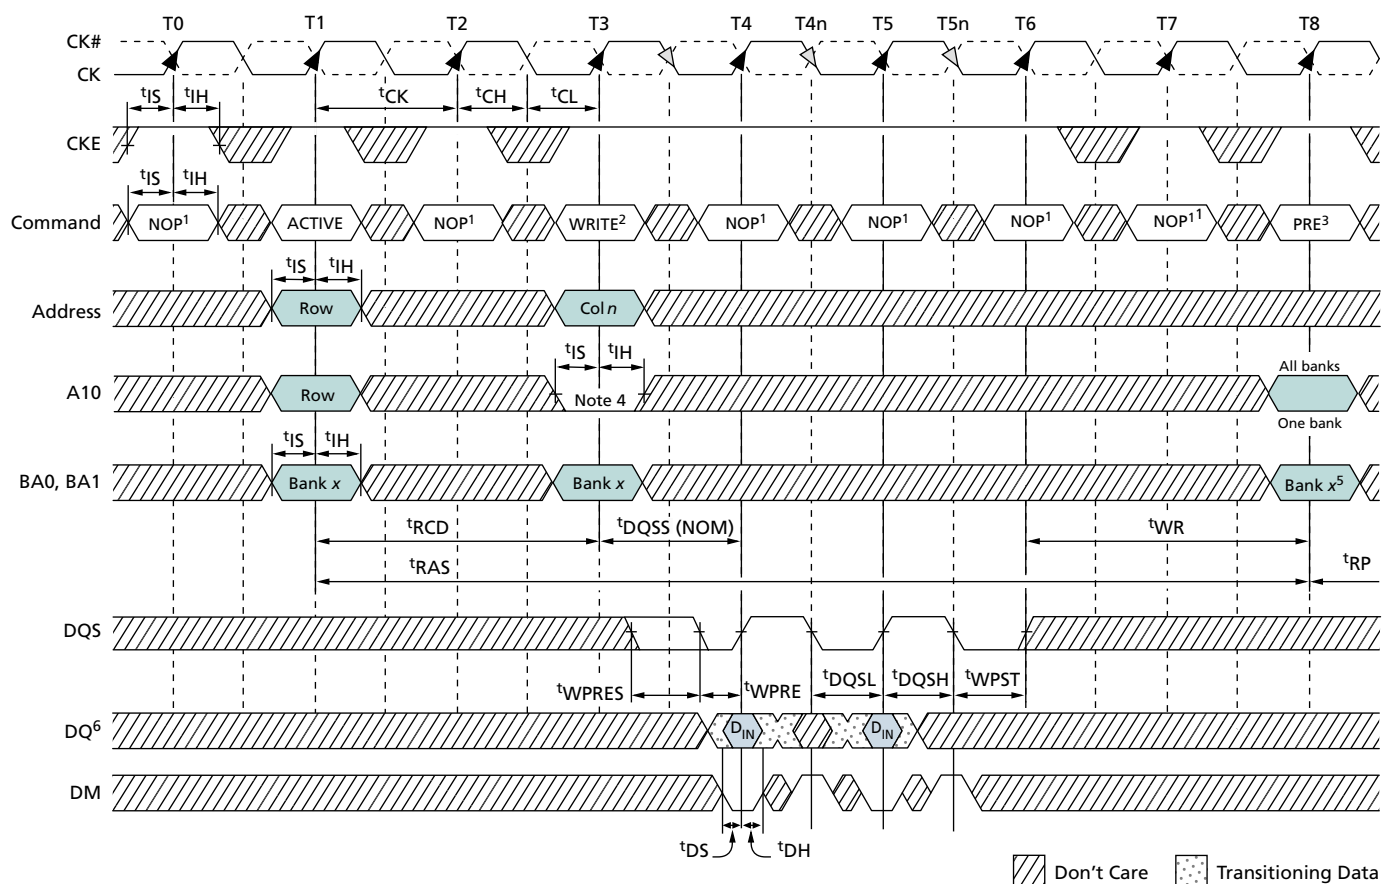 T0 T1 T2 T3 T4 T4n T5 T5n T6 T7 T8
CK#
CK
tIS tIH tCK tCH tCL
CKE
tIS tIH
Command NOP1 ACTIVE NOP1 WRITE2 NOP1 NOP1 NOP1 NOP11 PRE3
tIS tIH
Address Row Col n
tIS tIH All banks
A10 Row Note 4
One bank
tIS tIH
BA0, BA1 Bank x Bank x Bank x5
tRCD tDQSS (NOM) tWR
tRAS tRP
DQS
tWPRES tWPRE tDQSL tDQSH tWPST
DQ6 DIN DIN
DM
tDS tDH
Don't Care Transitioning Data